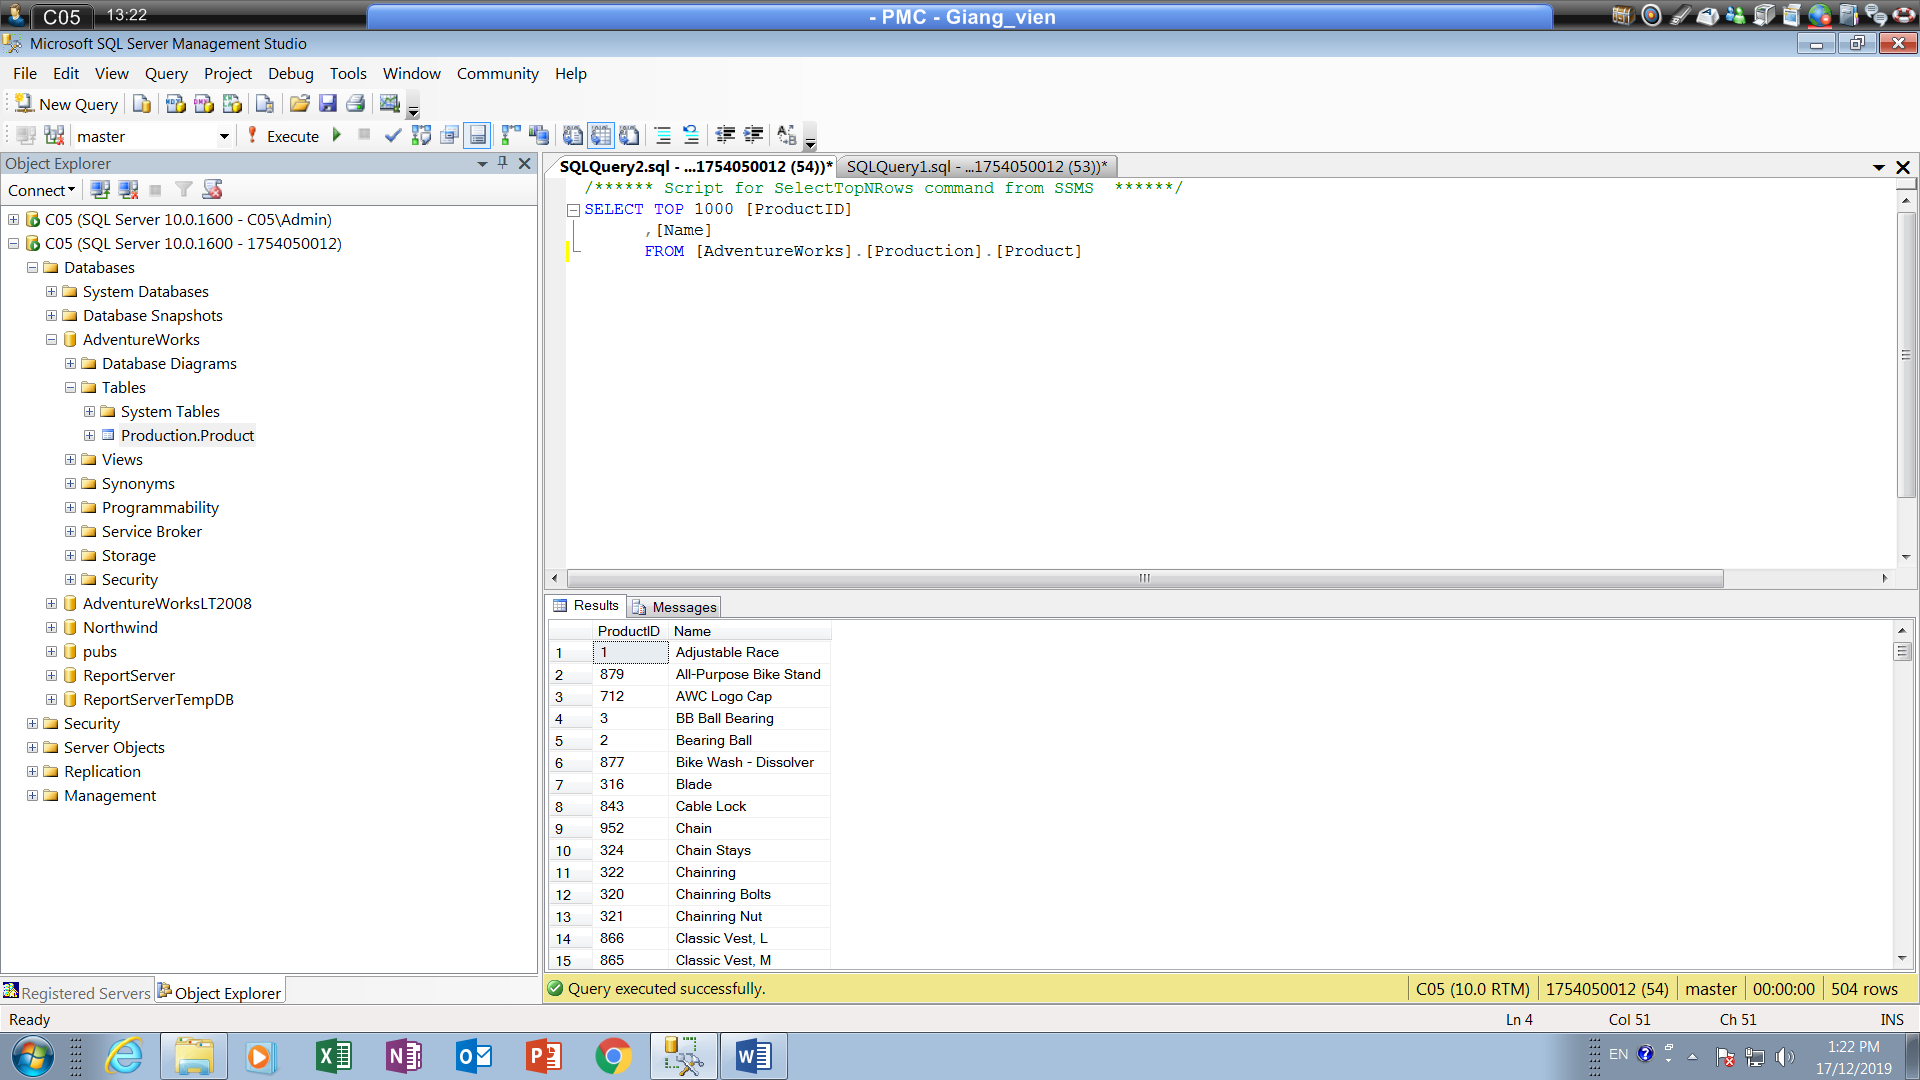 C05
13:22
- PMC - Giang_vien
Microsoft SQL Server Management Studio
File Edit View Query Project Debug Tools Window Community Help
New Query
master
Execute
Object Explorer
Connect
C05 (SQL Server 10.0.1600 - C05\Admin)
C05 (SQL Server 10.0.1600 - 1754050012)
Databases
System Databases
Database Snapshots
AdventureWorks
Database Diagrams
Tables
System Tables
Production.Product
Views
Synonyms
Programmability
Service Broker
Storage
Security
AdventureWorksLT2008
Northwind
pubs
ReportServer
ReportServerTempDB
Security
Server Objects
Replication
Management
Registered Servers
Object Explorer
SQLQuery2.sql - ...1754050012 (54))*
SQLQuery1.sql - ...1754050012 (53))*
/****** Script for SelectTopNRows command from SSMS ******/
SELECT TOP 1000 [ProductID]
,[Name]
FROM [AdventureWorks].[Production].[Product]
Results
Messages
ProductID Name
1 1 Adjustable Race
2 879 All-Purpose Bike Stand
3 712 AWC Logo Cap
4 3 BB Ball Bearing
5 2 Bearing Ball
6 877 Bike Wash - Dissolver
7 316 Blade
8 843 Cable Lock
9 952 Chain
10 324 Chain Stays
11 322 Chainring
12 320 Chainring Bolts
13 321 Chainring Nut
14 866 Classic Vest, L
15 865 Classic Vest, M
Query executed successfully.
C05 (10.0 RTM)
1754050012 (54)
master
00:00:00
504 rows
Ready
Ln 4
Col 51
Ch 51
INS
EN
1:22 PM
17/12/2019